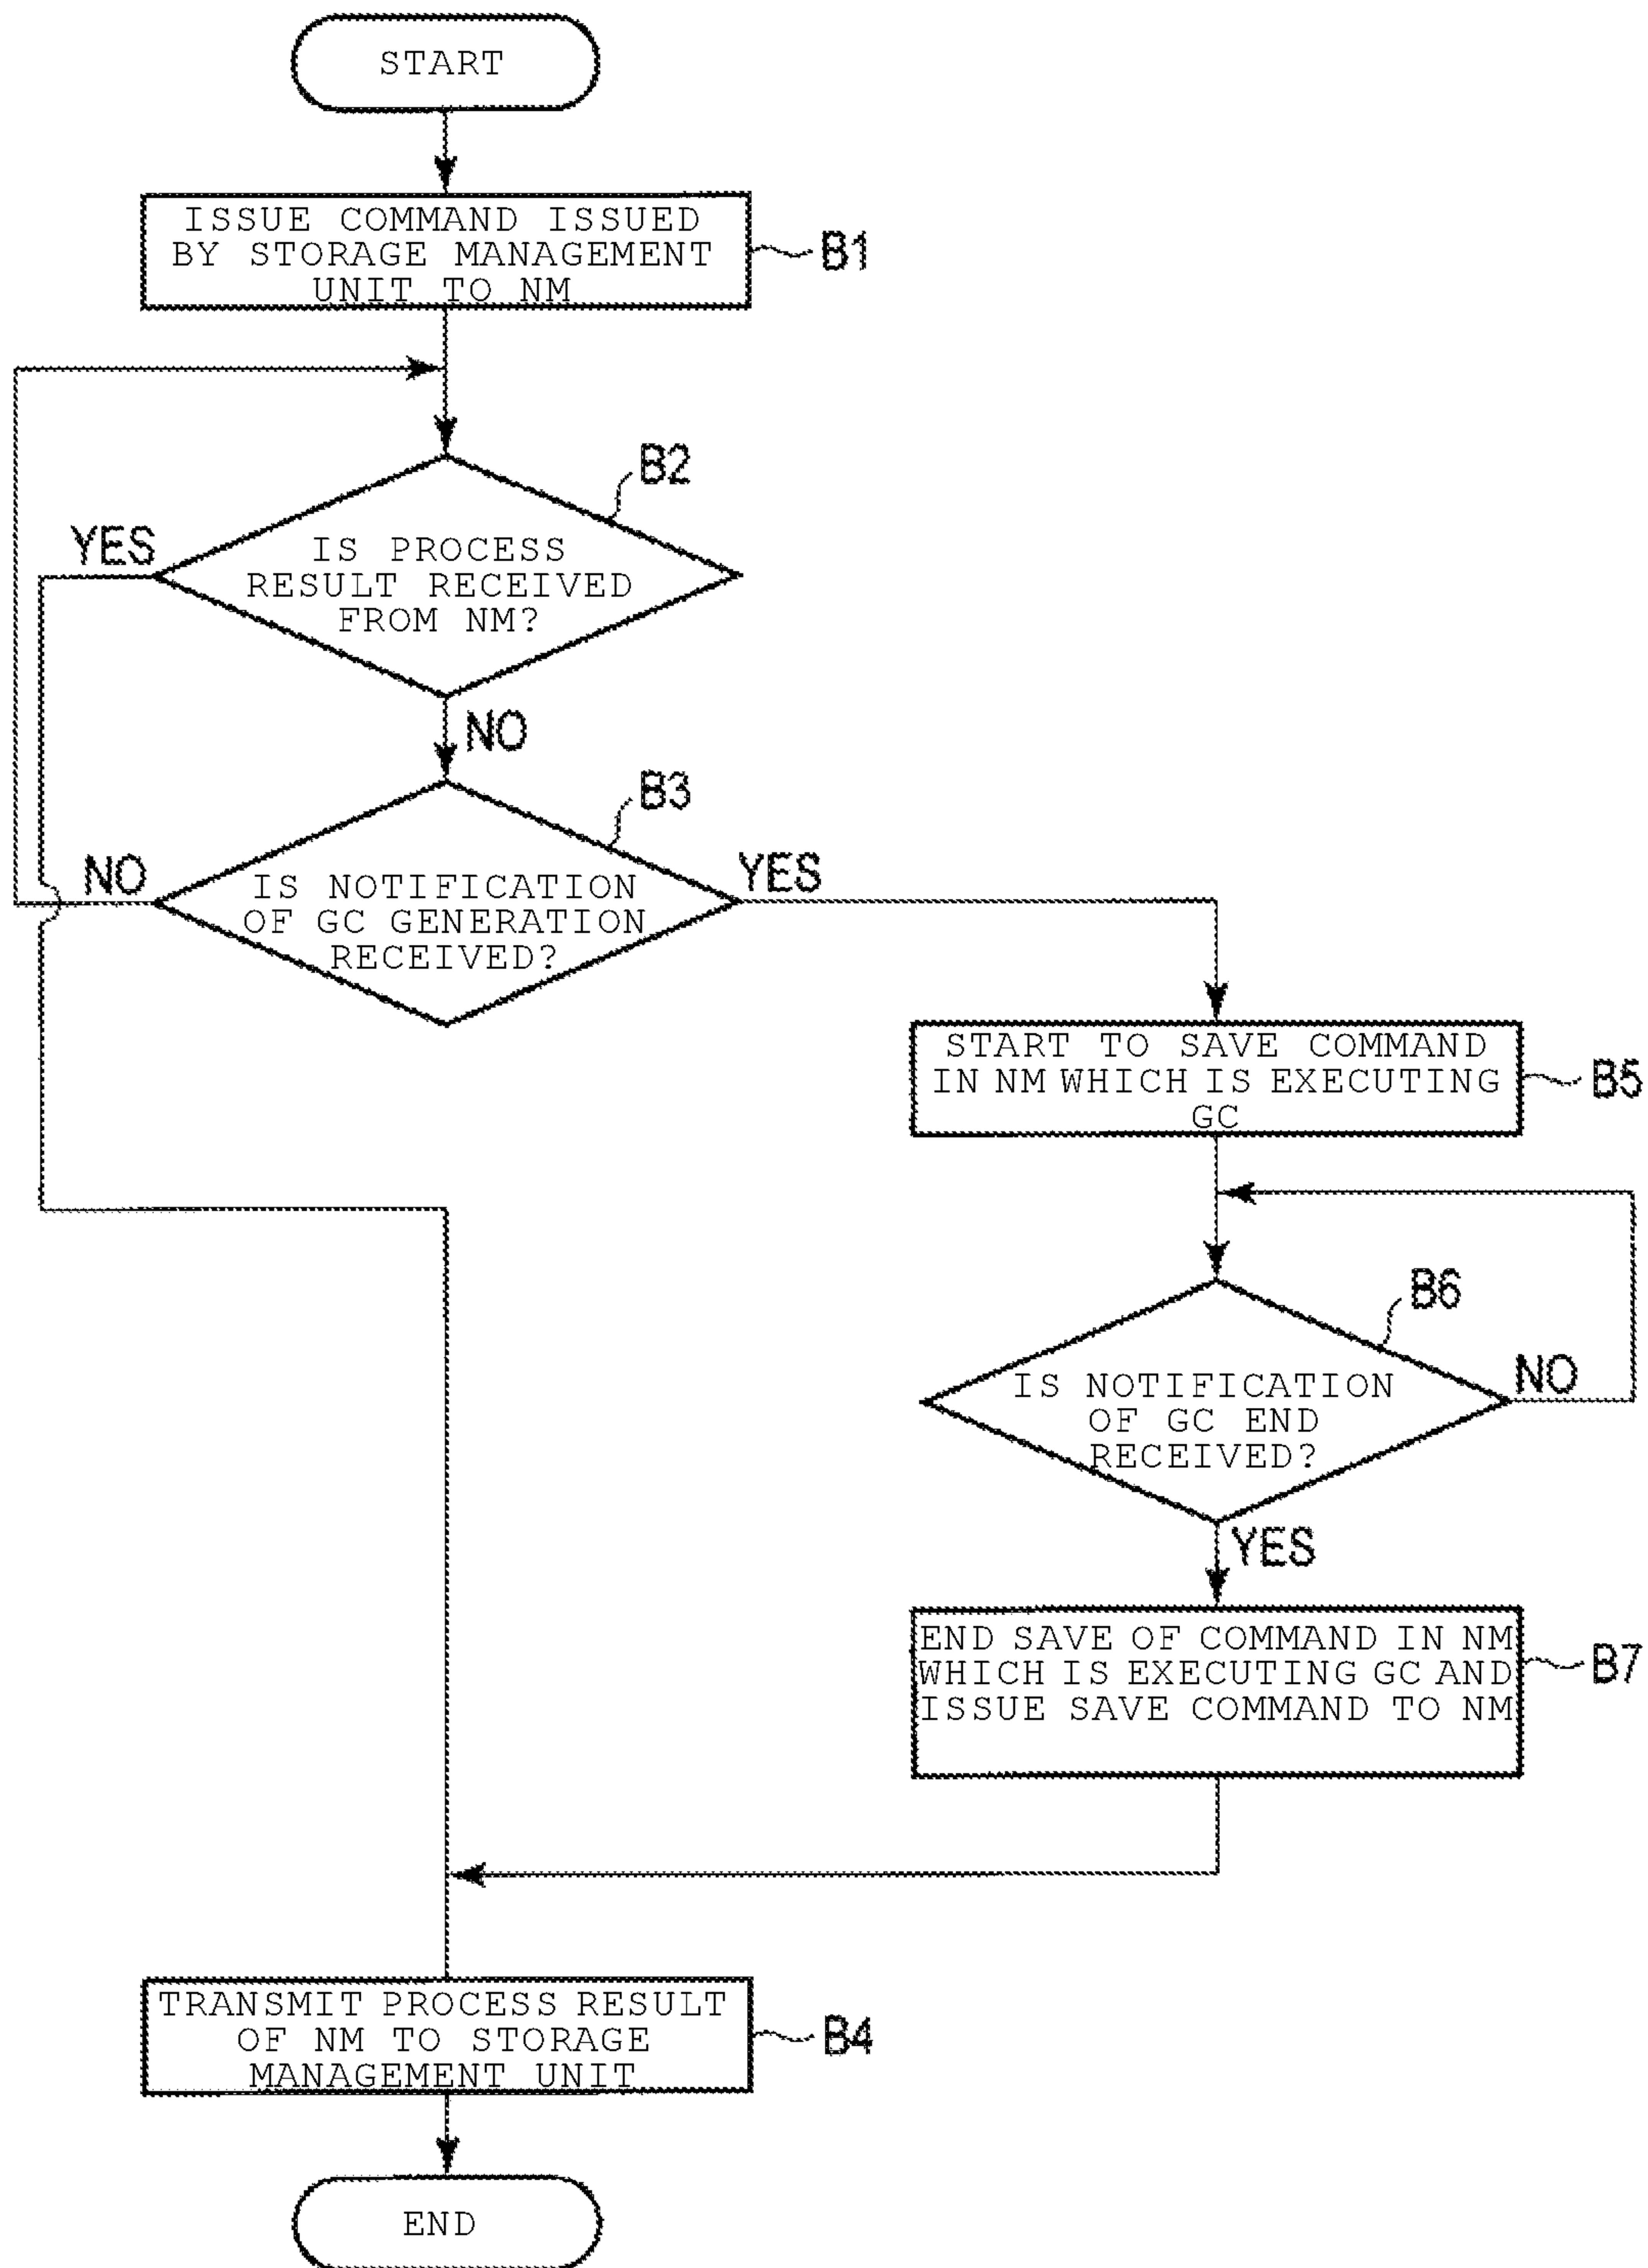 START
ISSUE COMMAND ISSUED
BY STORAGE MANAGEMENT
UNIT TO NM
B1
B2
YES
IS PROCESS
RESULT RECEIVED
FROM NM?
NO
B3
NO
YES
IS NOTIFICATION
OF GC GENERATION
RECEIVED?
START TO SAVE COMMAND
IN NM WHICH IS EXECUTING
GC
B5
B6
NO
IS NOTIFICATION
OF GC END
RECEIVED?
YES
END SAVE OF COMMAND IN NM
WHICH IS EXECUTING GC AND
ISSUE SAVE COMMAND TO NM
B7
TRANSMIT PROCESS RESULT
OF NM TO STORAGE
MANAGEMENT UNIT
B4
END